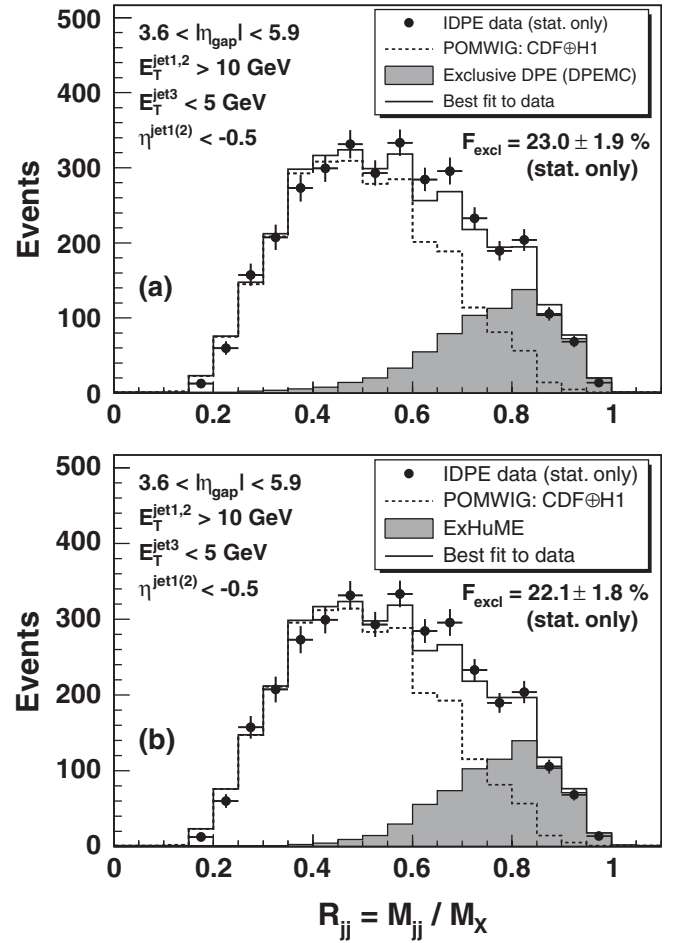 500
400
300
200
100
0
Events
3.6 < |η_gap| < 5.9
E_T^jet1,2 > 10 GeV
E_T^jet3 < 5 GeV
η^jet1(2) < -0.5
IDPE data (stat. only)
POMWIG: CDF⊕H1
Exclusive DPE (DPEMC)
Best fit to data
F_excl = 23.0 ± 1.9 %
(stat. only)
(a)
0 0.2 0.4 0.6 0.8 1
500
400
300
200
100
0
Events
3.6 < |η_gap| < 5.9
E_T^jet1,2 > 10 GeV
E_T^jet3 < 5 GeV
η^jet1(2) < -0.5
IDPE data (stat. only)
POMWIG: CDF⊕H1
ExHuME
Best fit to data
F_excl = 22.1 ± 1.8 %
(stat. only)
(b)
0 0.2 0.4 0.6 0.8 1
R_jj = M_jj / M_X